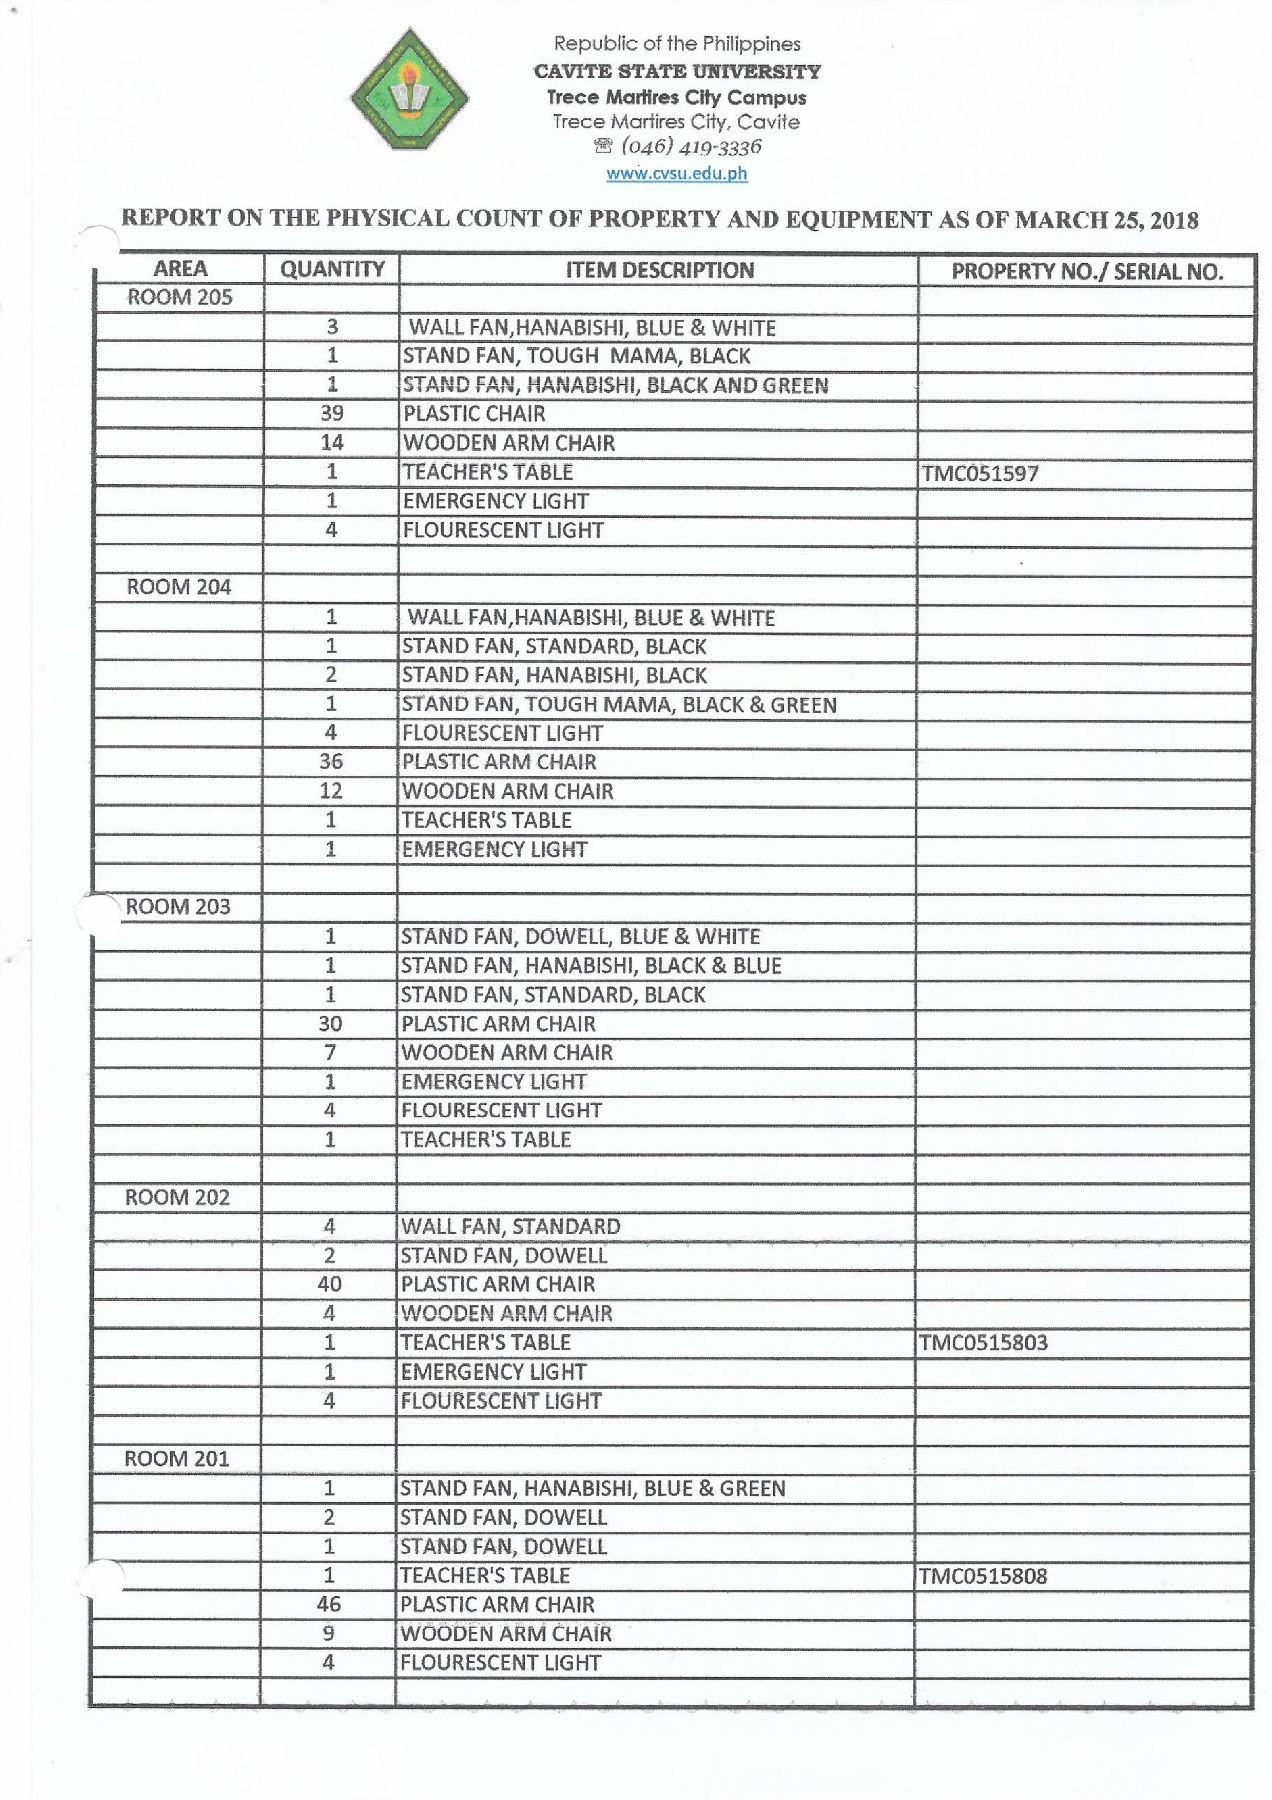 Republic of the Philippines
CAVITE STATE UNIVERSITY
Trece Martires City Campus
Trece Martires City, Cavite
☏ (046) 419-3336
www.cvsu.edu.ph
REPORT ON THE PHYSICAL COUNT OF PROPERTY AND EQUIPMENT AS OF MARCH 25, 2018
AREA QUANTITY ITEM DESCRIPTION PROPERTY NO./ SERIAL NO.
ROOM 205
3 WALL FAN,HANABISHI, BLUE & WHITE
1 STAND FAN, TOUGH MAMA, BLACK
1 STAND FAN, HANABISHI, BLACK AND GREEN
39 PLASTIC CHAIR
14 WOODEN ARM CHAIR
1 TEACHER'S TABLE TMC051597
1 EMERGENCY LIGHT
4 FLOURESCENT LIGHT
ROOM 204
1 WALL FAN,HANABISHI, BLUE & WHITE
1 STAND FAN, STANDARD, BLACK
2 STAND FAN, HANABISHI, BLACK
1 STAND FAN, TOUGH MAMA, BLACK & GREEN
4 FLOURESCENT LIGHT
36 PLASTIC ARM CHAIR
12 WOODEN ARM CHAIR
1 TEACHER'S TABLE
1 EMERGENCY LIGHT
ROOM 203
1 STAND FAN, DOWELL, BLUE & WHITE
1 STAND FAN, HANABISHI, BLACK & BLUE
1 STAND FAN, STANDARD, BLACK
30 PLASTIC ARM CHAIR
7 WOODEN ARM CHAIR
1 EMERGENCY LIGHT
4 FLOURESCENT LIGHT
1 TEACHER'S TABLE
ROOM 202
4 WALL FAN, STANDARD
2 STAND FAN, DOWELL
40 PLASTIC ARM CHAIR
4 WOODEN ARM CHAIR
1 TEACHER'S TABLE TMC0515803
1 EMERGENCY LIGHT
4 FLOURESCENT LIGHT
ROOM 201
1 STAND FAN, HANABISHI, BLUE & GREEN
2 STAND FAN, DOWELL
1 STAND FAN, DOWELL
1 TEACHER'S TABLE TMC0515808
46 PLASTIC ARM CHAIR
9 WOODEN ARM CHAIR
4 FLOURESCENT LIGHT